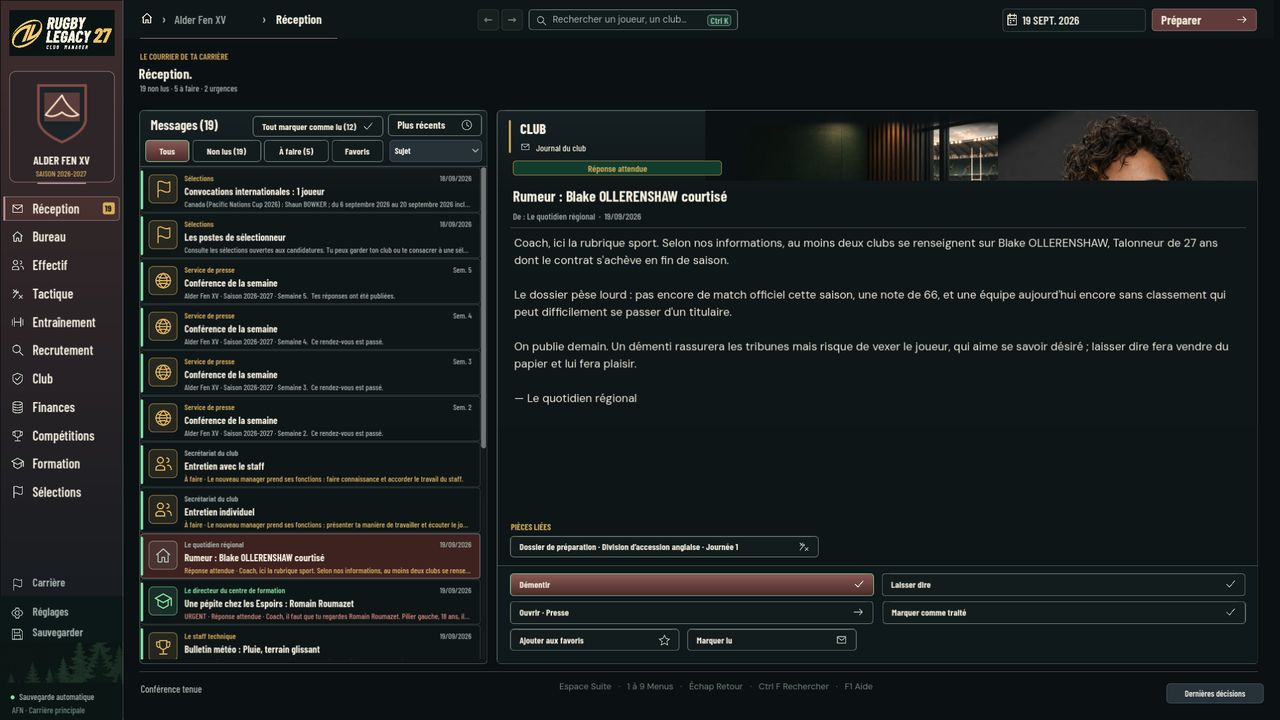 RUGBY
LEGACY 27
CLUB MANAGER
Alder Fen XV
Réception
Rechercher un joueur, un club...
Ctrl K
19 SEPT. 2026
Préparer
LE COURRIER DE TA CARRIÈRE
Réception.
19 non lus · 5 à faire · 2 urgences
ALDER FEN XV
SAISON 2026-2027
Réception
19
Bureau
Effectif
Tactique
Entraînement
Recrutement
Club
Finances
Compétitions
Formation
Sélections
Carrière
Réglages
Sauvegarder
Sauvegarde automatique
AFN · Carrière principale
Messages (19)
Tout marquer comme lu (12)
Plus récents
Tous
Non lus (19)
À faire (5)
Favoris
Sujet
Sélections
18/09/2026
Convocations internationales : 1 joueur
Canada (Pacific Nations Cup 2026) : Shaun BOWKER ; du 6 septembre 2026 au 20 septembre 2026 incl...
Sélections
18/09/2026
Les postes de sélectionneur
Consulte les sélections ouvertes aux candidatures. Tu peux garder ton club ou te consacrer à une sél...
Service de presse
Sem. 5
Conférence de la semaine
Alder Fen XV · Saison 2026-2027 · Semaine 5. Tes réponses ont été publiées.
Service de presse
Sem. 4
Conférence de la semaine
Alder Fen XV · Saison 2026-2027 · Semaine 4. Ce rendez-vous est passé.
Service de presse
Sem. 3
Conférence de la semaine
Alder Fen XV · Saison 2026-2027 · Semaine 3. Ce rendez-vous est passé.
Service de presse
Sem. 2
Conférence de la semaine
Alder Fen XV · Saison 2026-2027 · Semaine 2. Ce rendez-vous est passé.
Secrétariat du club
Entretien avec le staff
À faire · Le nouveau manager prend ses fonctions : faire connaissance et accorder le travail du staff.
Secrétariat du club
Entretien individuel
À faire · Le nouveau manager prend ses fonctions : présenter ta manière de travailler et écouter le jo...
Le quotidien régional
19/09/2026
Rumeur : Blake OLLERENSHAW courtisé
Réponse attendue · Coach, ici la rubrique sport. Selon nos informations, au moins deux clubs se rense...
Le directeur du centre de formation
19/09/2026
Une pépite chez les Espoirs : Romain Roumazet
URGENT · Réponse attendue · Coach, il faut que tu regardes Romain Roumazet. Pilier gauche, 18 ans, il...
Le staff technique
19/09/2026
Bulletin météo : Pluie, terrain glissant
CLUB
Journal du club
Réponse attendue
Rumeur : Blake OLLERENSHAW courtisé
De : Le quotidien régional · 19/09/2026
Coach, ici la rubrique sport. Selon nos informations, au moins deux clubs se renseignent sur Blake OLLERENSHAW, Talonneur de 27 ans
dont le contrat s'achève en fin de saison.
Le dossier pèse lourd : pas encore de match officiel cette saison, une note de 66, et une équipe aujourd'hui encore sans classement qui
peut difficilement se passer d'un titulaire.
On publie demain. Un démenti rassurera les tribunes mais risque de vexer le joueur, qui aime se savoir désiré ; laisser dire fera vendre du
papier et lui fera plaisir.
— Le quotidien régional
PIÈCES LIÉES
Dossier de préparation · Division d'accession anglaise · Journée 1
Démentir
Laisser dire
Ouvrir · Presse
Marquer comme traité
Ajouter aux favoris
Marquer lu
Conférence tenue
Espace Suite · 1 à 9 Menus · Échap Retour · Ctrl F Rechercher · F1 Aide
Dernières décisions